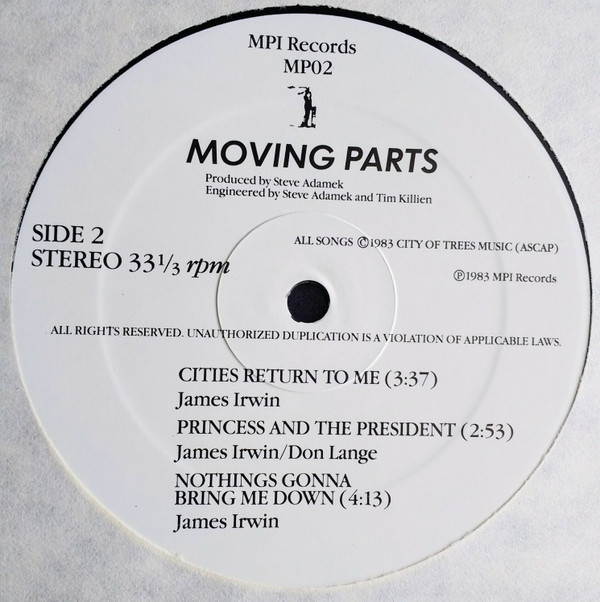 MPI Records
MP02
MOVING PARTS
Produced by Steve Adamek
Engineered by Steve Adamek and Tim Killien
SIDE 2
STEREO 33 1/3 rpm
ALL SONGS ©1983 CITY OF TREES MUSIC (ASCAP)
℗1983 MPI Records
ALL RIGHTS RESERVED. UNAUTHORIZED DUPLICATION IS A VIOLATION OF APPLICABLE LAWS.
CITIES RETURN TO ME (3:37)
James Irwin
PRINCESS AND THE PRESIDENT (2:53)
James Irwin/Don Lange
NOTHINGS GONNA
BRING ME DOWN (4:13)
James Irwin